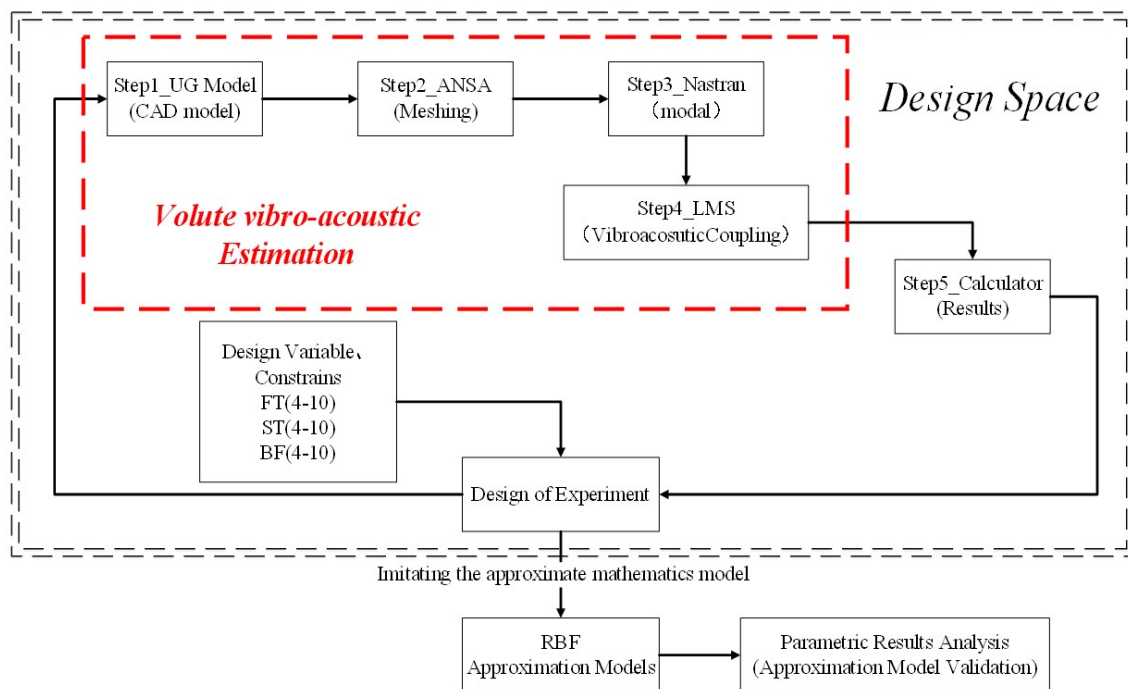 Step1_UG Model
(CAD model)
Step2_ANSA
(Meshing)
Step3_Nastran
（modal）
Design Space
Volute vibro-acoustic
Estimation
Step4_LMS
（VibroacosuticCoupling）
Step5_Calculator
(Results)
Design Variable、
Constrains
FT(4-10)
ST(4-10)
BF(4-10)
Design of Experiment
Imitating the approximate mathematics model
RBF
Approximation Models
Parametric Results Analysis
(Approximation Model Validation)